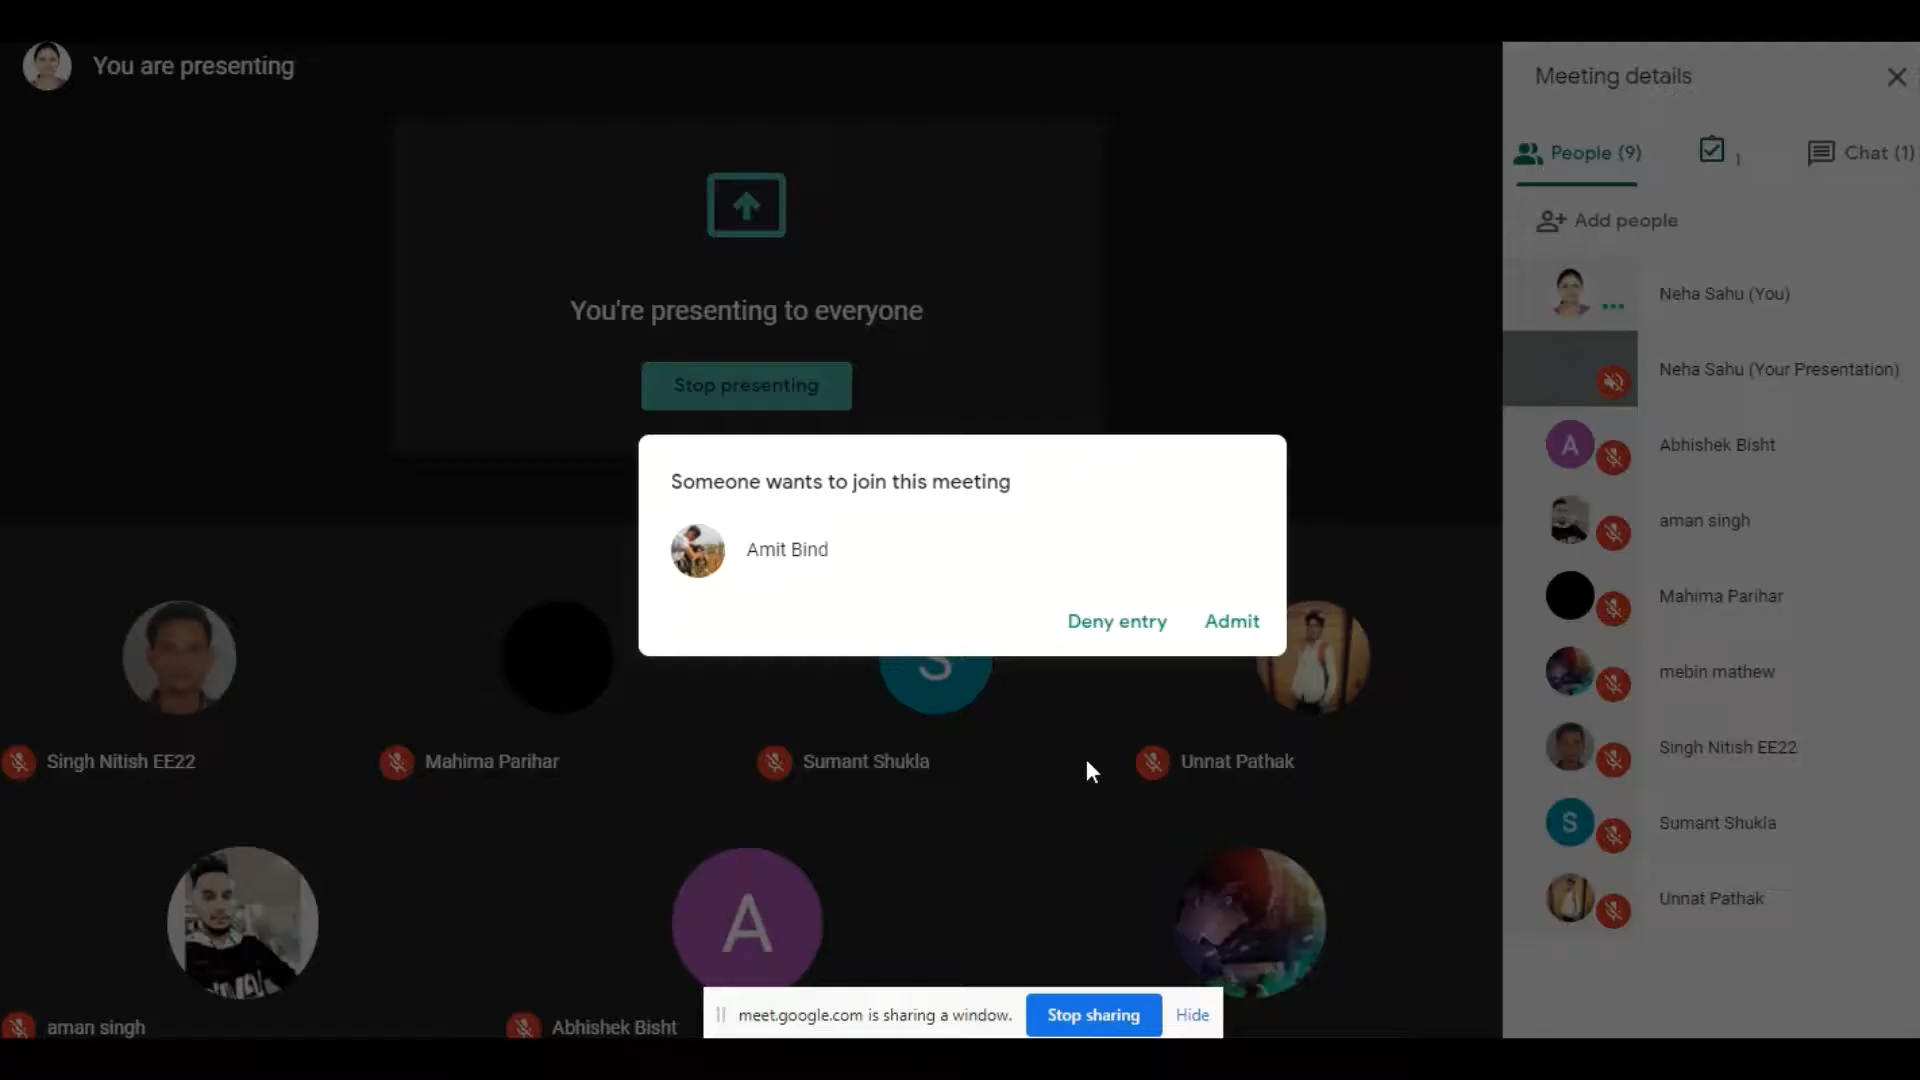 You are presenting
You're presenting to everyone
Stop presenting
Someone wants to join this meeting
Amit Bind
Deny entry
Admit
S
Singh Nitish EE22
Mahima Parihar
Sumant Shukla
Unnat Pathak
A
aman singh
Abhishek Bisht
meet.google.com is sharing a window.
Stop sharing
Hide
Meeting details
People (9)
1
Chat (1)
Add people
Neha Sahu (You)
Neha Sahu (Your Presentation)
A
Abhishek Bisht
aman singh
Mahima Parihar
mebin mathew
Singh Nitish EE22
S
Sumant Shukla
Unnat Pathak